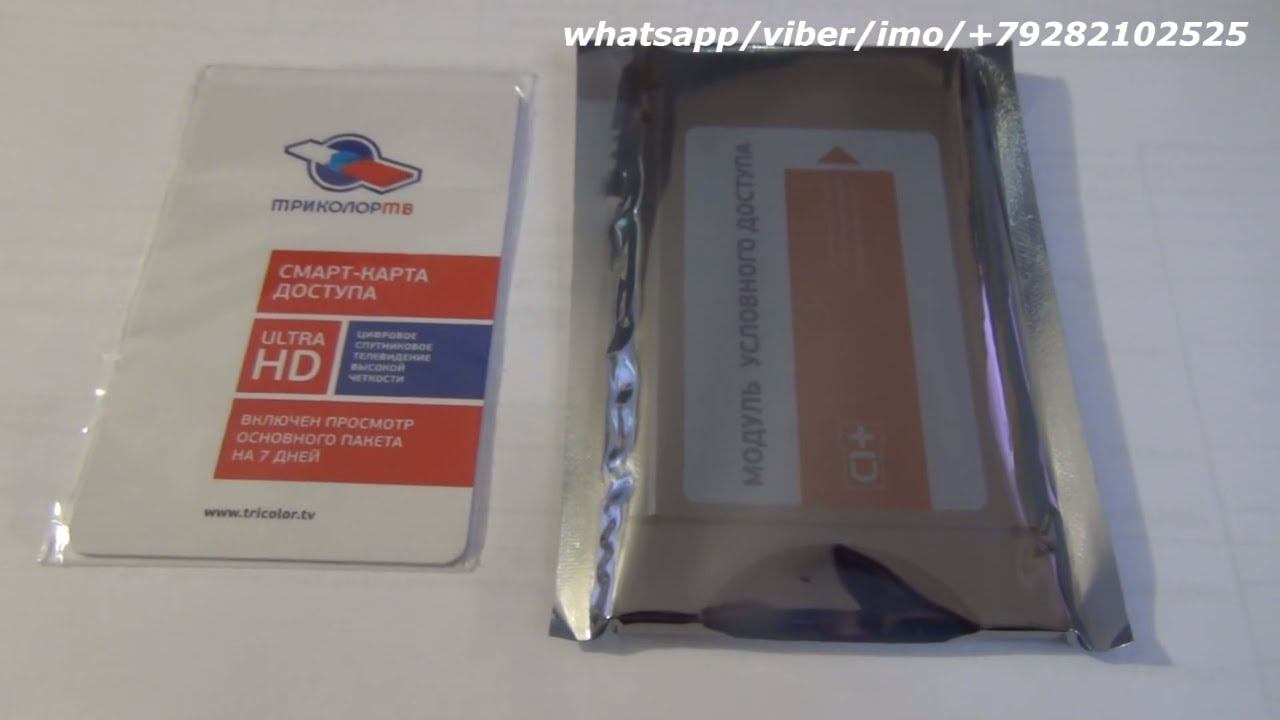 whatsapp/viber/imo/+79282102525
ТРИКОЛОРТВ
СМАРТ-КАРТА
ДОСТУПА
ULTRA
HD
ЦИФРОВОЕ
СПУТНИКОВОЕ
ТЕЛЕВИДЕНИЕ
ВЫСОКОЙ
ЧЕТКОСТИ
ВКЛЮЧЕН ПРОСМОТР
ОСНОВНОГО ПАКЕТА
НА 7 ДНЕЙ
www.tricolor.tv
МОДУЛЬ УСЛОВНОГО ДОСТУПА
CI+